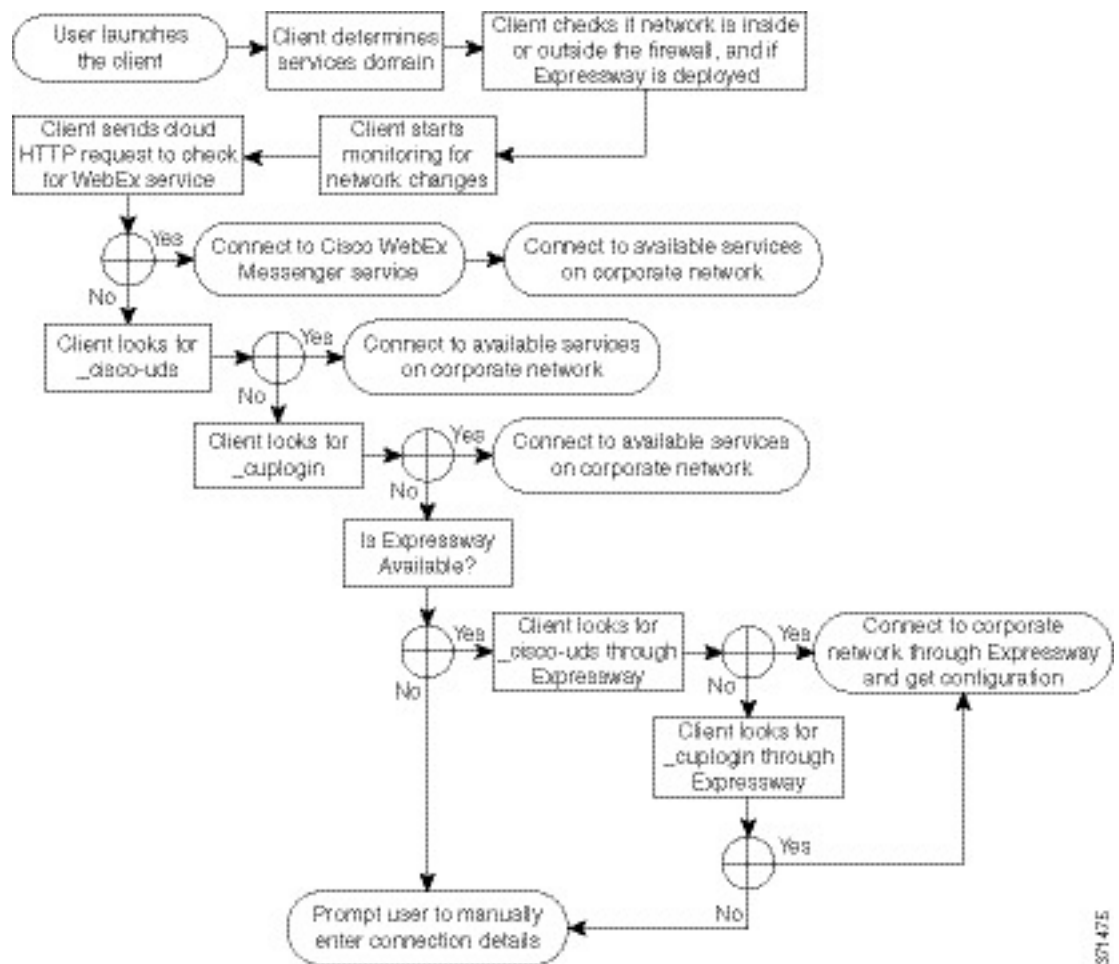 User launches
the client
Client determines
services domain
Client checks if network is inside
or outside the firewall, and if
Expressway is deployed
Client sends cloud
HTTP request to check
for WebEx service
Client starts
monitoring for
network changes
Yes
Connect to Cisco WebEx
Messenger service
Connect to available services
on corporate network
No
Client looks for
_cisco-uds
Yes
Connect to available services
on corporate network
No
Client looks for
_cuplogin
Yes
Connect to available services
on corporate network
No
Is Expressway
Available?
Yes
No
Client looks for
_cisco-uds through
Expressway
Yes
Connect to corporate
network through Expressway
and get configuration
No
Client looks for
_cuplogin through
Expressway
Yes
No
Prompt user to manually
enter connection details
371475